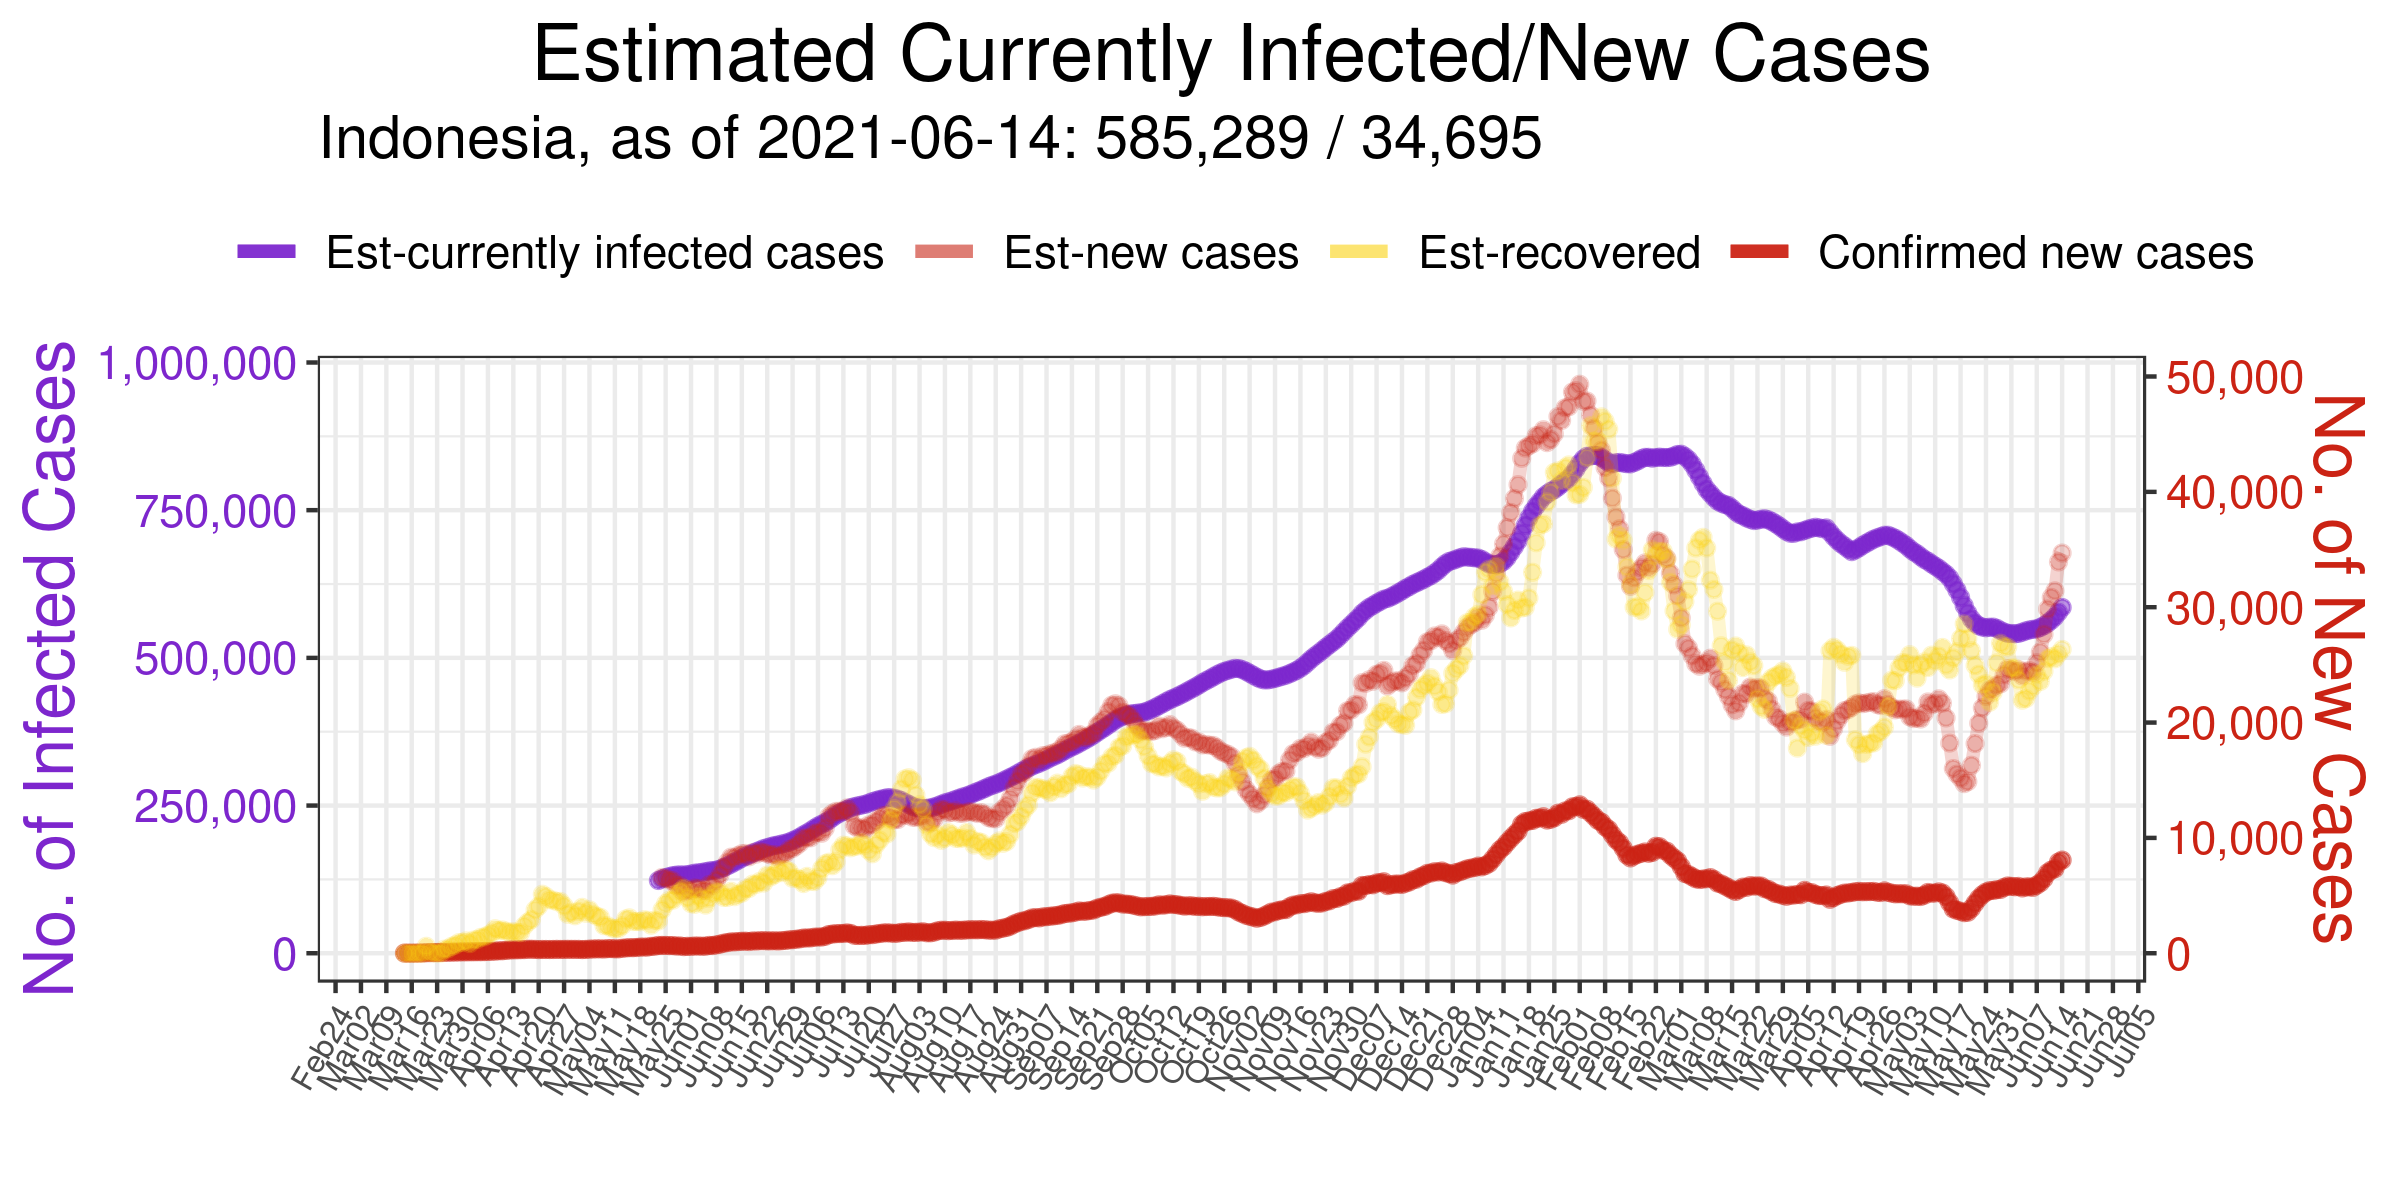 Estimated Currently Infected/New Cases
Indonesia, as of 2021-06-14: 585,289 / 34,695
Est-currently infected cases Est-new cases Est-recovered Confirmed new cases
No. of Infected Cases
1,000,000
750,000
500,000
250,000
0
50,000
40,000
30,000
20,000
10,000
0
No. of New Cases
Feb24
Mar02
Mar09
Mar16
Mar23
Mar30
Apr06
Apr13
Apr20
Apr27
May04
May11
May18
May25
Jun01
Jun08
Jun15
Jun22
Jun29
Jul06
Jul13
Jul20
Jul27
Aug03
Aug10
Aug17
Aug24
Aug31
Sep07
Sep14
Sep21
Sep28
Oct05
Oct12
Oct19
Oct26
Nov02
Nov09
Nov16
Nov23
Nov30
Dec07
Dec14
Dec21
Dec28
Jan04
Jan11
Jan18
Jan25
Feb01
Feb08
Feb15
Feb22
Mar01
Mar08
Mar15
Mar22
Mar29
Apr05
Apr12
Apr19
Apr26
May03
May10
May17
May24
May31
Jun07
Jun14
Jun21
Jun28
Jul05